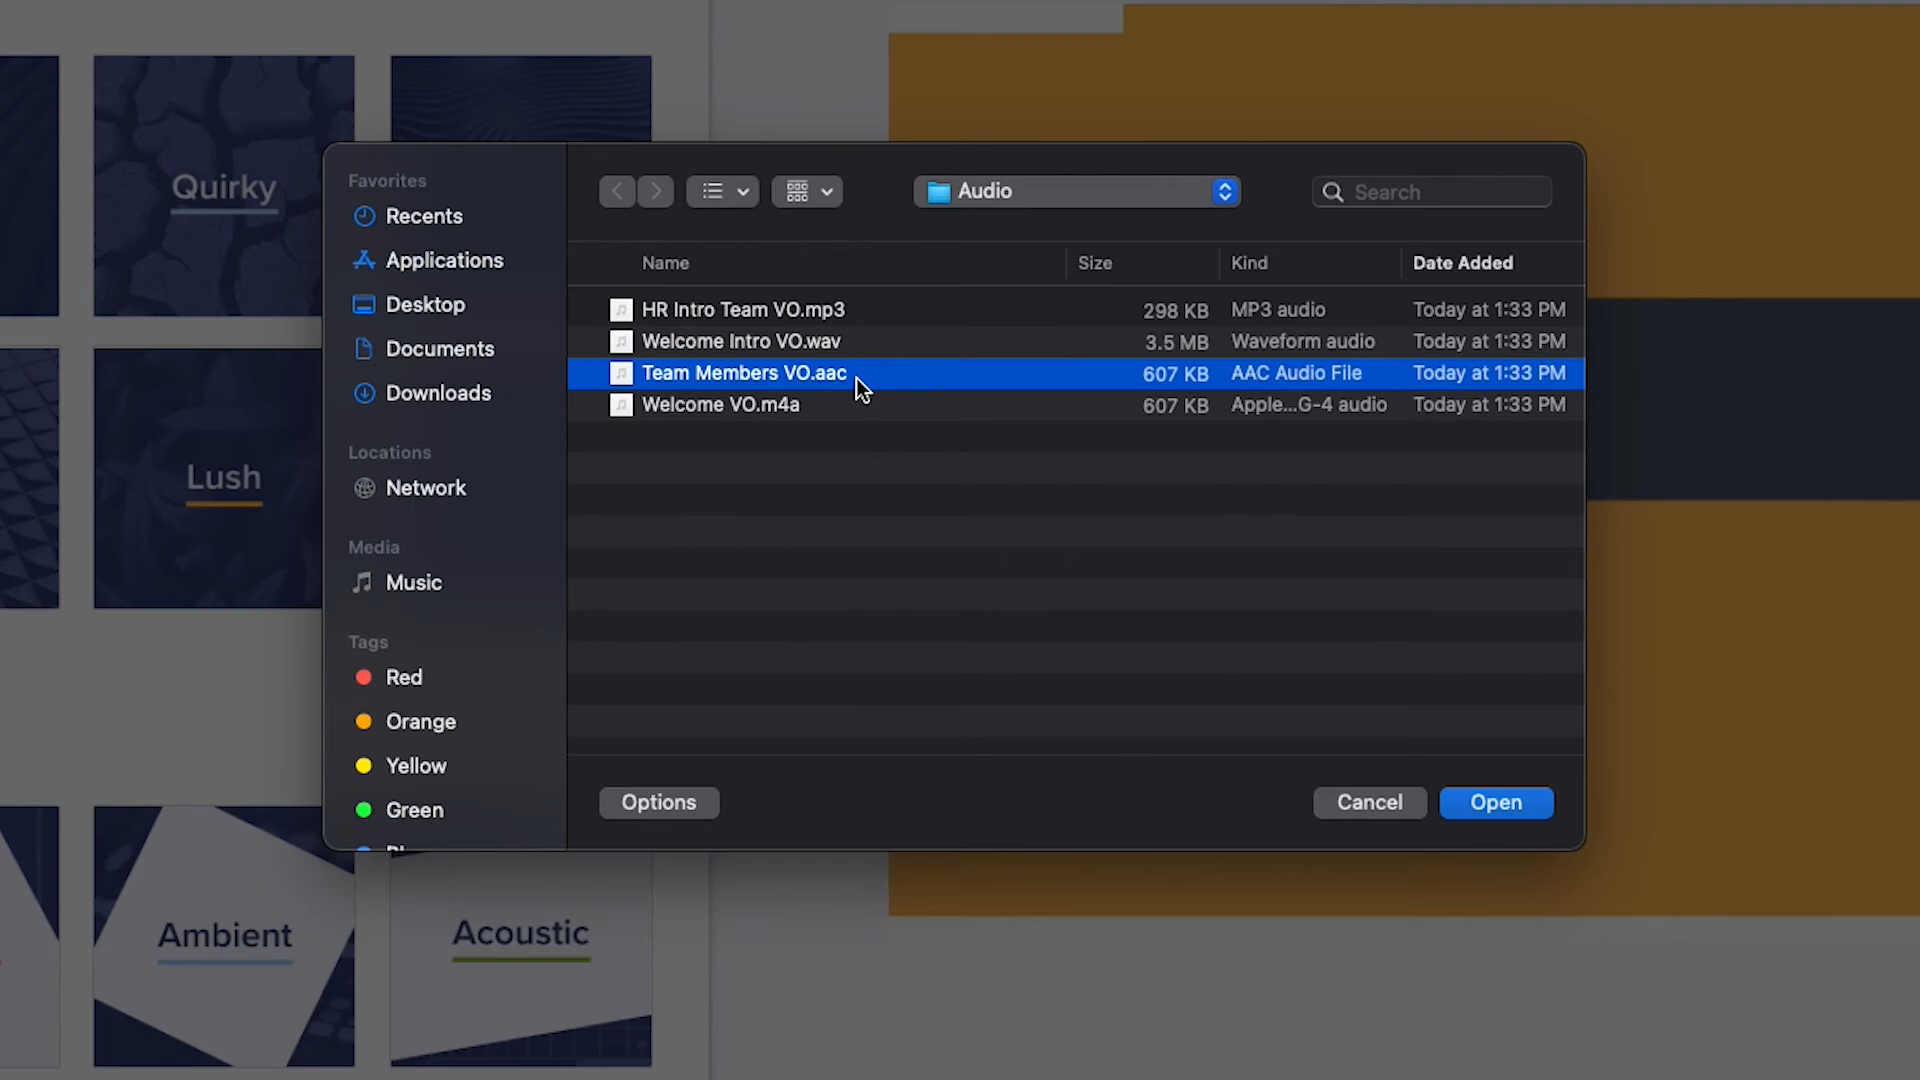 Quirky
Lush
Ambient
Acoustic
Favorites
Recents
Applications
Desktop
Documents
Downloads
Locations
Network
Media
Music
Tags
Red
Orange
Yellow
Green
Audio
Search
Name Size Kind Date Added
HR Intro Team VO.mp3 298 KB MP3 audio Today at 1:33 PM
Welcome Intro VO.wav 3.5 MB Waveform audio Today at 1:33 PM
Team Members VO.aac 607 KB AAC Audio File Today at 1:33 PM
Welcome VO.m4a 607 KB Apple...G-4 audio Today at 1:33 PM
Options Cancel Open